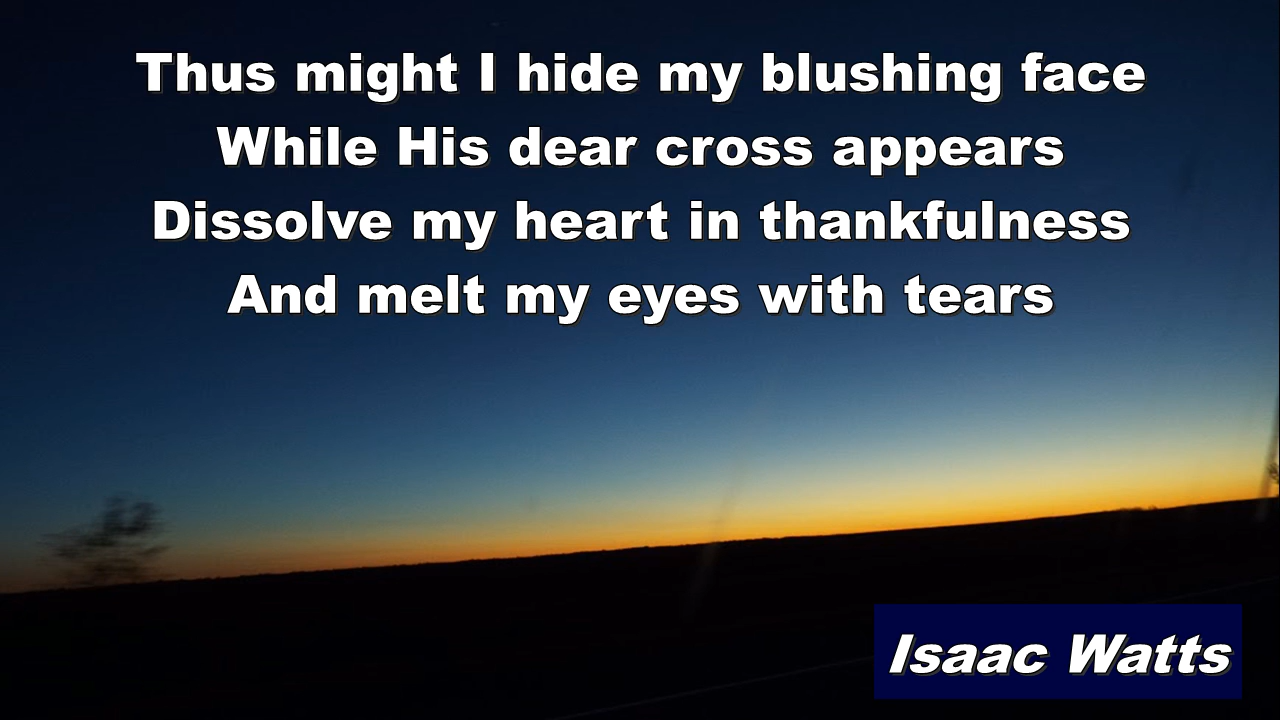 Thus might I hide my blushing face
While His dear cross appears
Dissolve my heart in thankfulness
And melt my eyes with tears
Isaac Watts